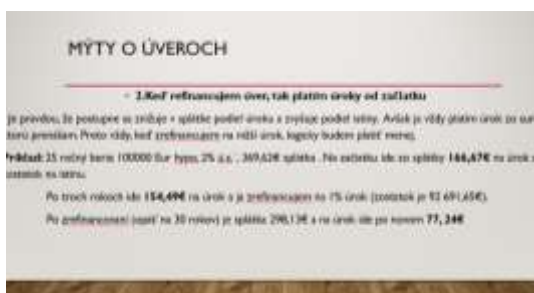 MÝTY O ÚVEROCH
• 2.Keď refinancujem úver, tak platím úroky od začiatku
je pravdou, že postupne sa znižuje v splátke podiel úroku a zvyšuje podiel istiny. Avšak je vždy platím úrok zo sumy
ktorú prenášam. Preto vždy, keď zrefinancujem na nižší úrok, logicky budem platiť menej.
Príklad: 25 ročný berie 100000 Eur hypo, 2% p.a. , 369,62€ splátka . Na začiatku ide zo splátky 166,67€ na úrok a
zostatok na istinu.
Po troch rokoch ide 154,49€ na úrok a ja zrefinancujem na 1% úrok (zostatok je 92 691,65€).
Po zrefinancovaní (opäť na 30 rokov) je splátka 298,13€ a na úrok ide po novom 77, 24€